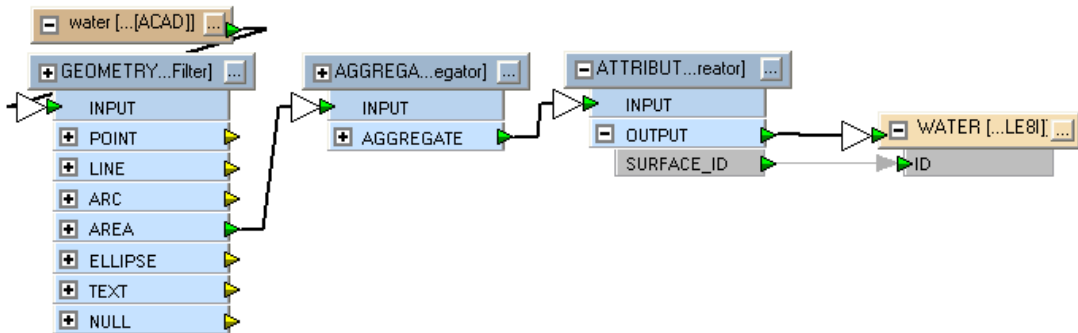 water [...[ACAD]] ...
GEOMETRY...Filter] ...
INPUT
POINT
LINE
ARC
AREA
ELLIPSE
TEXT
NULL
AGGREGA...egator] ...
INPUT
AGGREGATE
ATTRIBUT...reator] ...
INPUT
OUTPUT
SURFACE_ID
WATER [...LE8I]] ...
ID